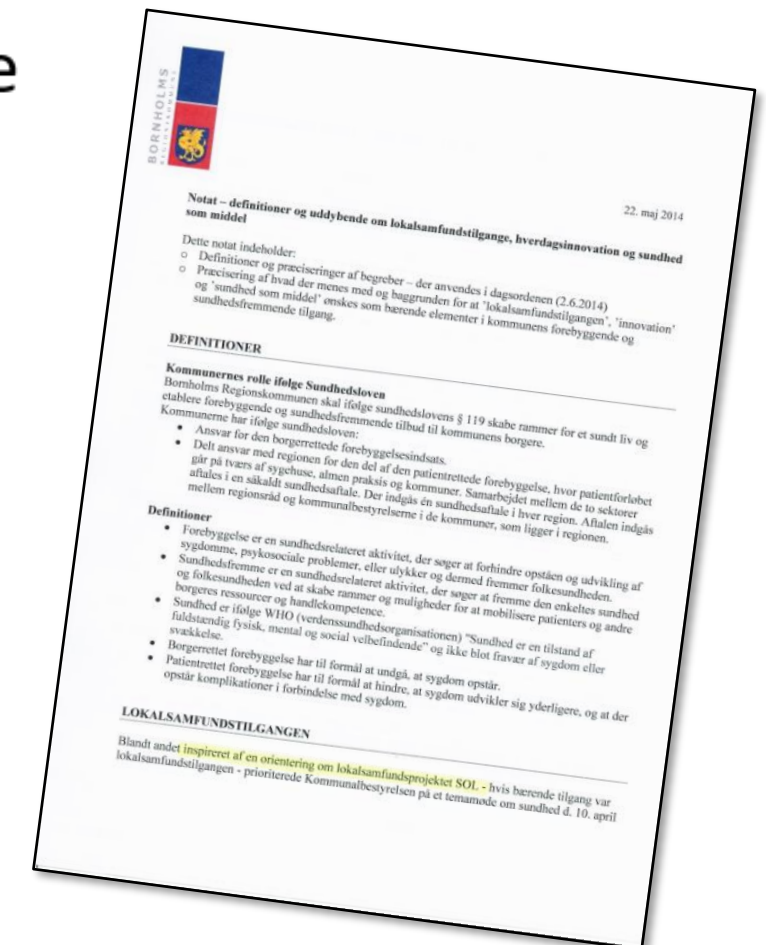 e
BORNHOLMS
REGIONSKOMMUNE
22. maj 2014
Notat – definitioner og uddybende om lokalsamfundstilgange, hverdagsinnovation og sundhed
som middel
Dette notat indeholder:
o Definitioner og præciseringer af begreber – der anvendes i dagsordenen (2.6.2014)
o Præcisering af hvad der menes med og baggrunden for at 'lokalsamfundstilgangen', 'innovation'
og 'sundhed som middel' ønskes som bærende elementer i kommunens forebyggende og
sundhedsfremmende tilgang.
DEFINITIONER
Kommunernes rolle ifølge Sundhedsloven
Bornholms Regionskommunen skal ifølge sundhedslovens § 119 skabe rammer for et sundt liv og
etablere forebyggende og sundhedsfremmende tilbud til kommunens borgere.
Kommunerne har ifølge sundhedsloven:
• Ansvar for den borgerrettede forebyggelsesindsats.
• Delt ansvar med regionen for den del af den patientrettede forebyggelse, hvor patientforløbet
går på tværs af sygehuse, almen praksis og kommuner. Samarbejdet mellem de to sektorer
aftales i en såkaldt sundhedsaftale. Der indgås én sundhedsaftale i hver region. Aftalen indgås
mellem regionsråd og kommunalbestyrelserne i de kommuner, som ligger i regionen.
Definitioner
• Forebyggelse er en sundhedsrelateret aktivitet, der søger at forhindre opståen og udvikling af
sygdomme, psykosociale problemer, eller ulykker og dermed fremmer folkesundheden.
• Sundhedsfremme er en sundhedsrelateret aktivitet, der søger at fremme den enkeltes sundhed
og folkesundheden ved at skabe rammer og muligheder for at mobilisere patienters og andre
borgeres ressourcer og handlekompetence.
• Sundhed er ifølge WHO (verdenssundhedsorganisationen) "Sundhed er en tilstand af
fuldstændig fysisk, mental og social velbefindende" og ikke blot fravær af sygdom eller
svækkelse.
• Borgerrettet forebyggelse har til formål at undgå, at sygdom opstår.
• Patientrettet forebyggelse har til formål at hindre, at sygdom udvikler sig yderligere, og at der
opstår komplikationer i forbindelse med sygdom.
LOKALSAMFUNDSTILGANGEN
Blandt andet inspireret af en orientering om lokalsamfundsprojektet SOL - hvis bærende tilgang var
lokalsamfundstilgangen - prioriterede Kommunalbestyrelsen på et temamøde om sundhed d. 10. april